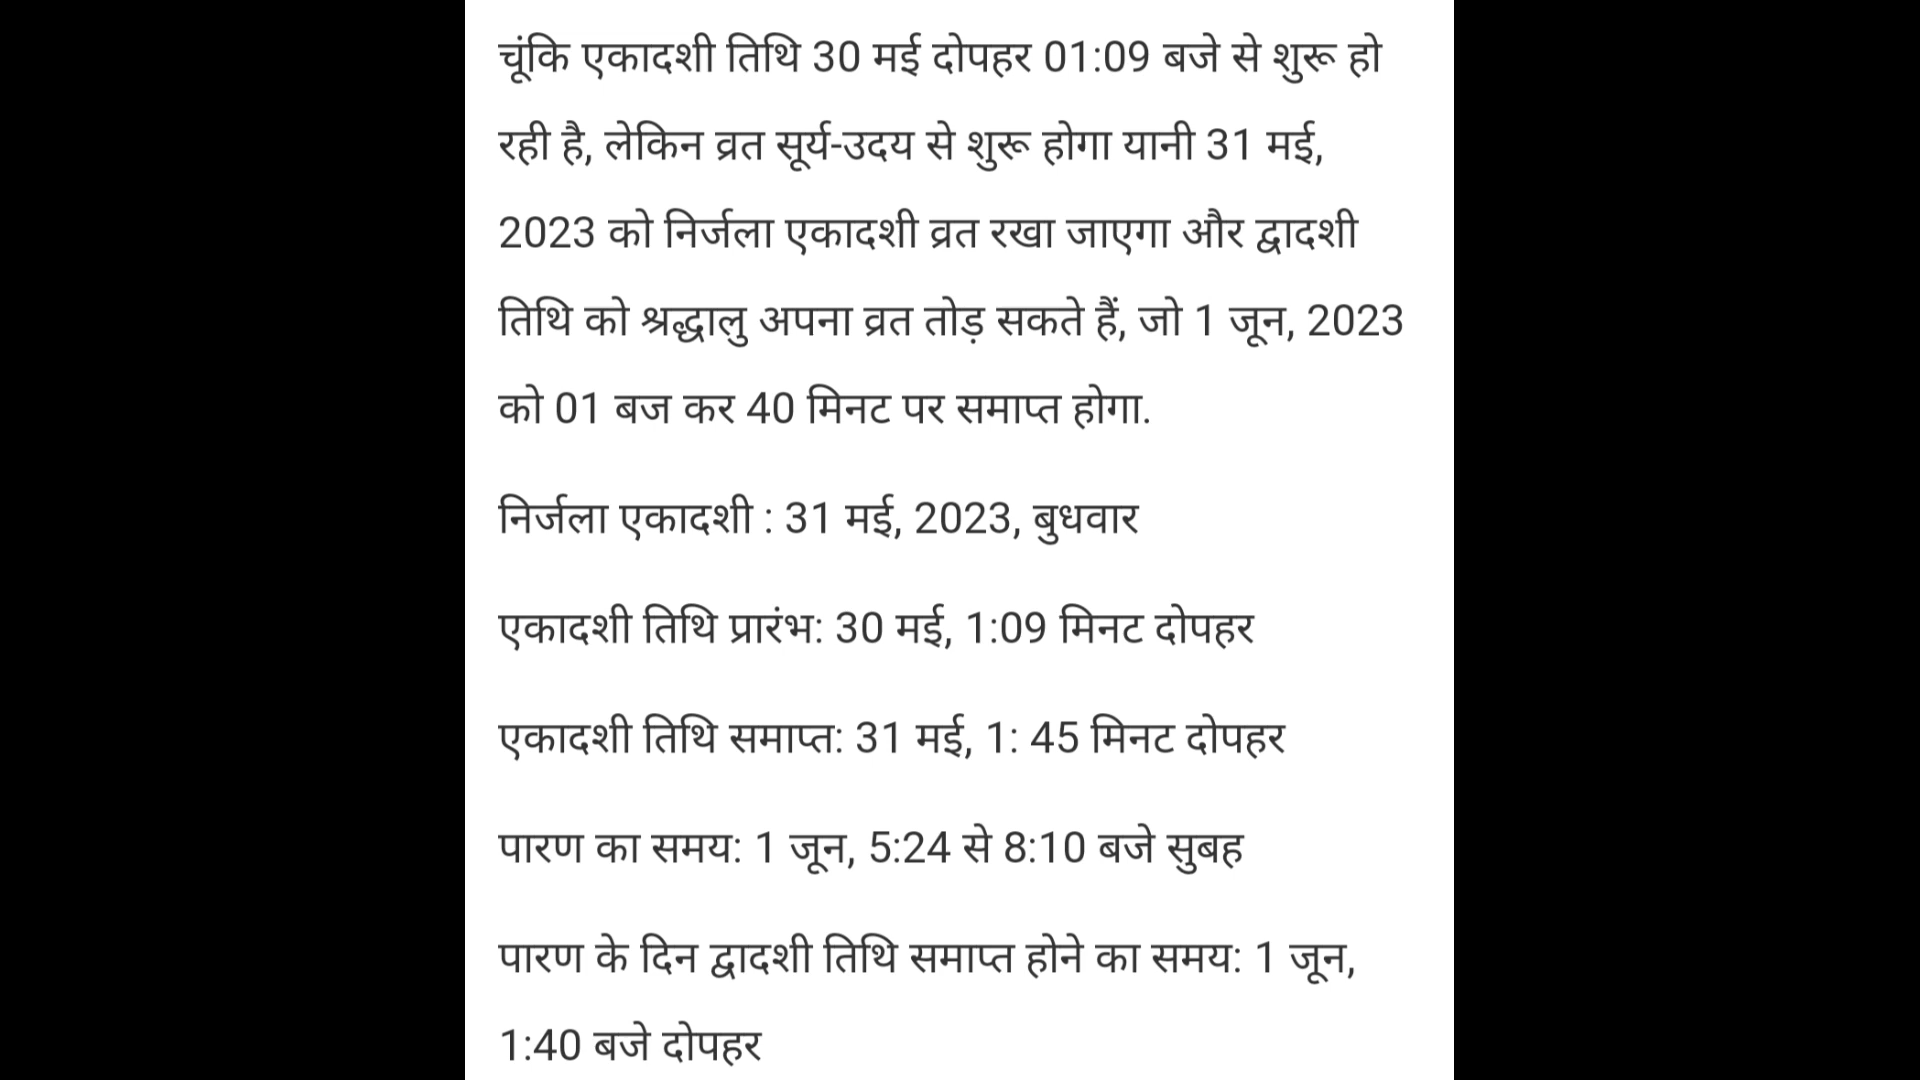 चूंकि एकादशी तिथि 30 मई दोपहर 01:09 बजे से शुरू हो
रही है, लेकिन व्रत सूर्य-उदय से शुरू होगा यानी 31 मई,
2023 को निर्जला एकादशी व्रत रखा जाएगा और द्वादशी
तिथि को श्रद्धालु अपना व्रत तोड़ सकते हैं, जो 1 जून, 2023
को 01 बज कर 40 मिनट पर समाप्त होगा.
निर्जला एकादशी : 31 मई, 2023, बुधवार
एकादशी तिथि प्रारंभ: 30 मई, 1:09 मिनट दोपहर
एकादशी तिथि समाप्त: 31 मई, 1: 45 मिनट दोपहर
पारण का समय: 1 जून, 5:24 से 8:10 बजे सुबह
पारण के दिन द्वादशी तिथि समाप्त होने का समय: 1 जून,
1:40 बजे दोपहर